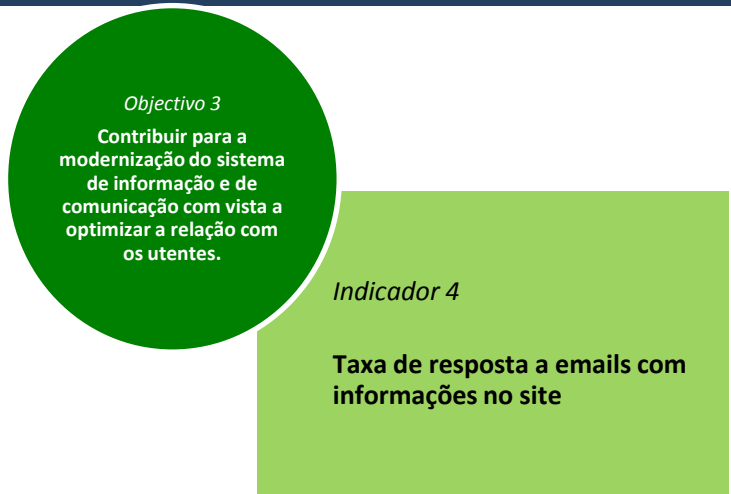 Objectivo 3
Contribuir para a
modernização do sistema
de informação e de
comunicação com vista a
optimizar a relação com
os utentes.
Indicador 4
Taxa de resposta a emails com
informações no site